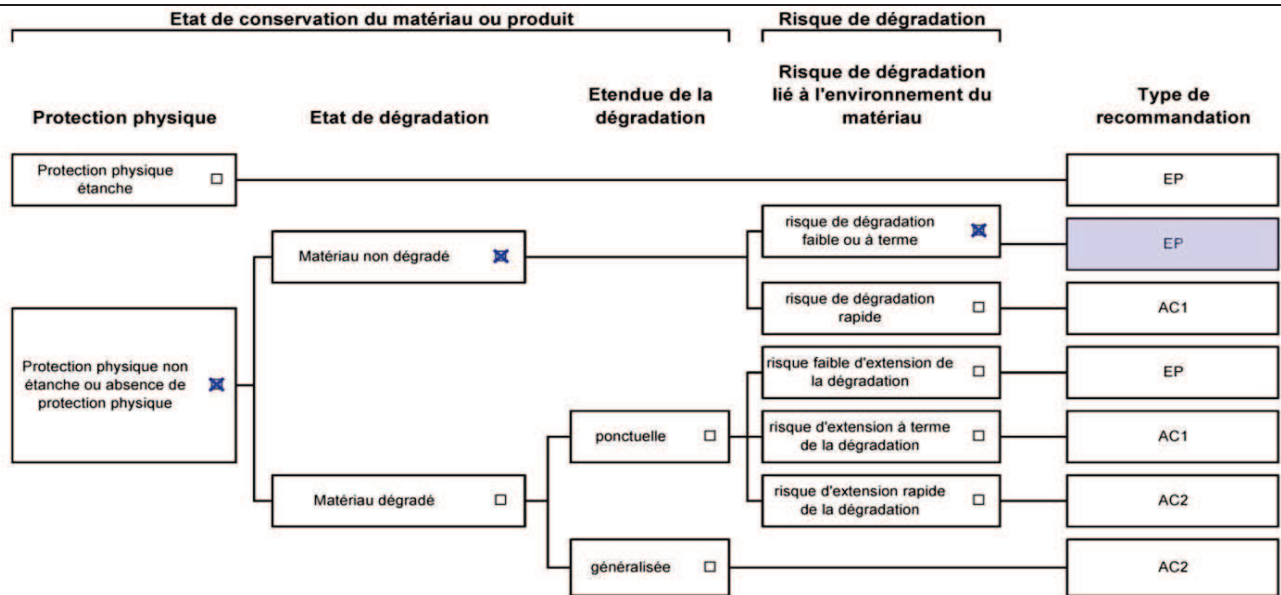 Etat de conservation du matériau ou produit
Risque de dégradation
Protection physique
Etat de dégradation
Etendue de la
dégradation
Risque de dégradation
lié à l'environnement du
matériau
Type de
recommandation
Protection physique
étanche
EP
Matériau non dégradé
risque de dégradation
faible ou à terme
EP
risque de dégradation
rapide
AC1
Protection physique non
étanche ou absence de
protection physique
risque faible d'extension de
la dégradation
EP
ponctuelle
risque d'extension à terme
de la dégradation
AC1
Matériau dégradé
risque d'extension rapide
de la dégradation
AC2
généralisée
AC2